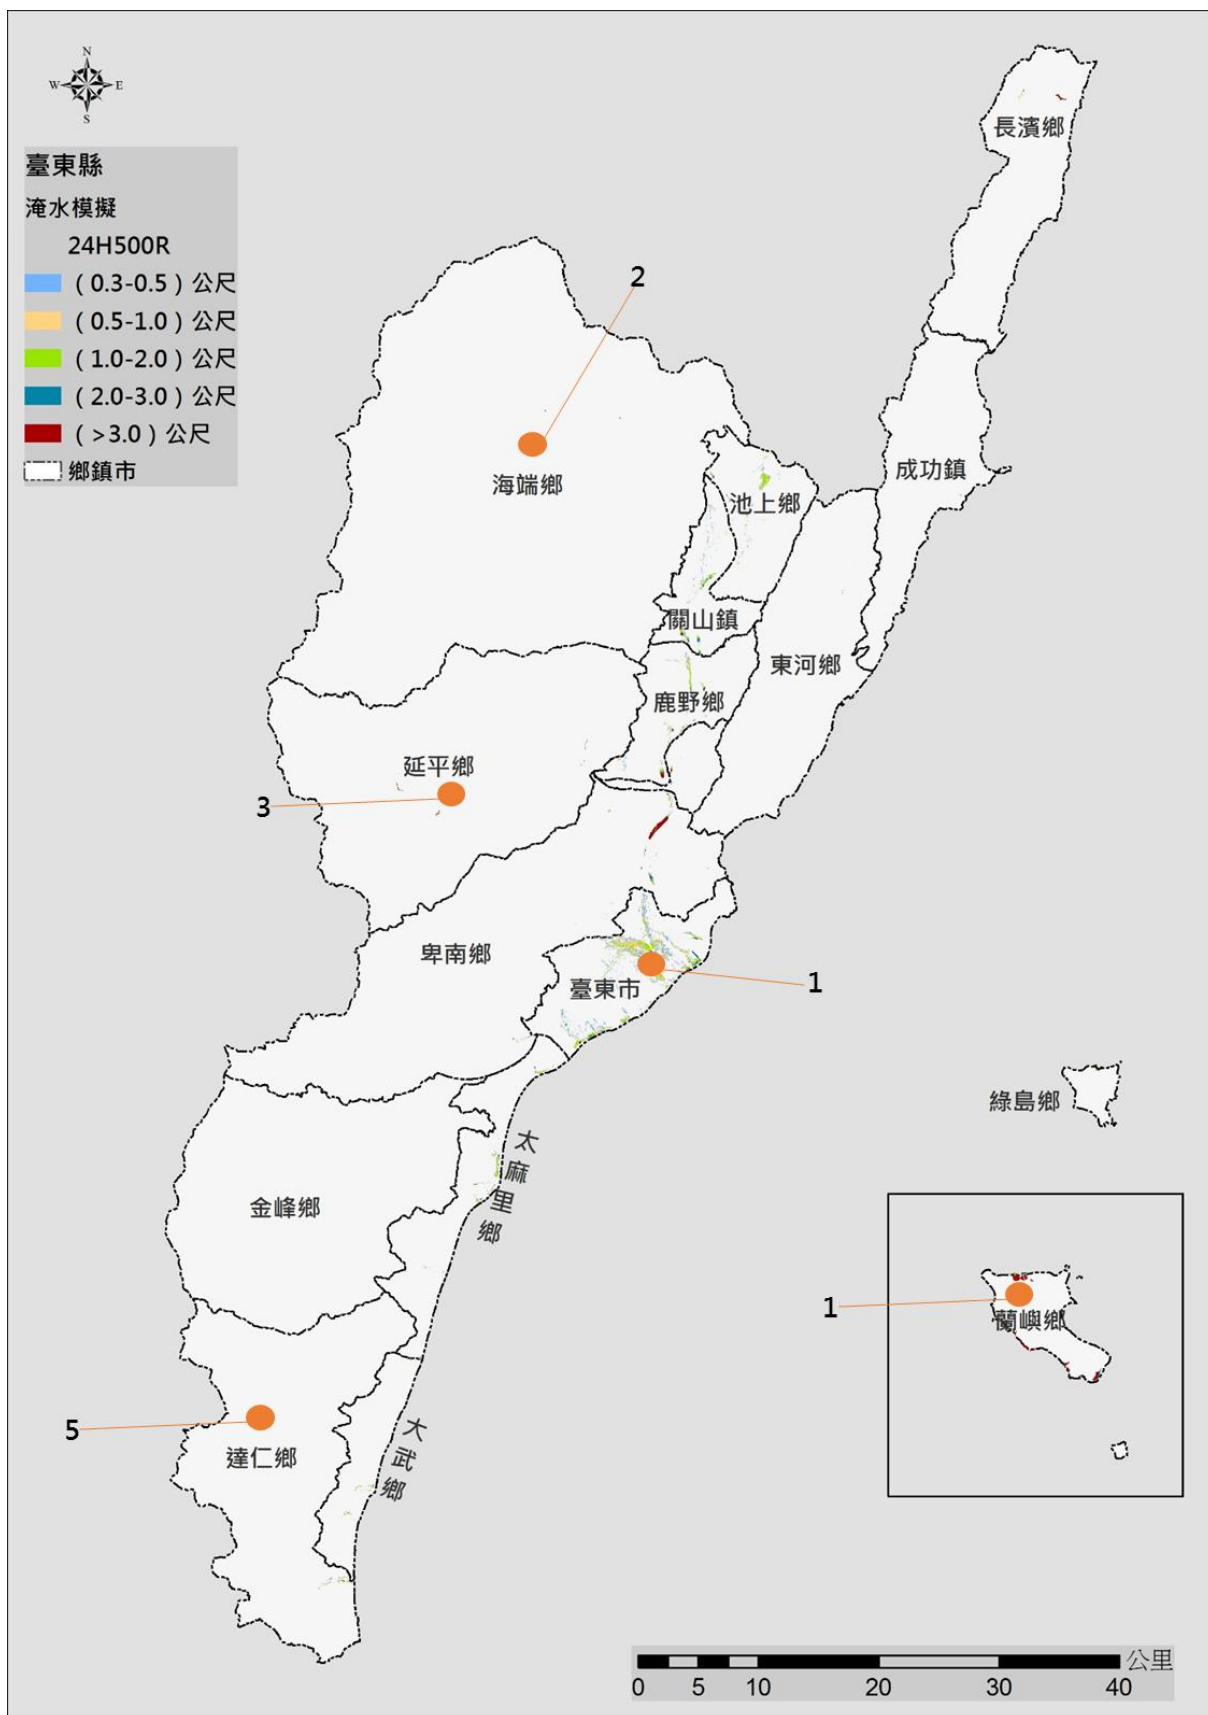 N
W
E
S
臺東縣
淹水模擬
24H500R
（0.3-0.5）公尺
（0.5-1.0）公尺
（1.0-2.0）公尺
（2.0-3.0）公尺
（>3.0）公尺
鄉鎮市
長濱鄉
2
成功鎮
海端鄉
池上鄉
關山鎮
東河鄉
鹿野鄉
延平鄉
3
卑南鄉
1
臺東市
綠島鄉
太麻里鄉
金峰鄉
1
蘭嶼鄉
5
達仁鄉
大武鄉
公里
0 5 10 20 30 40